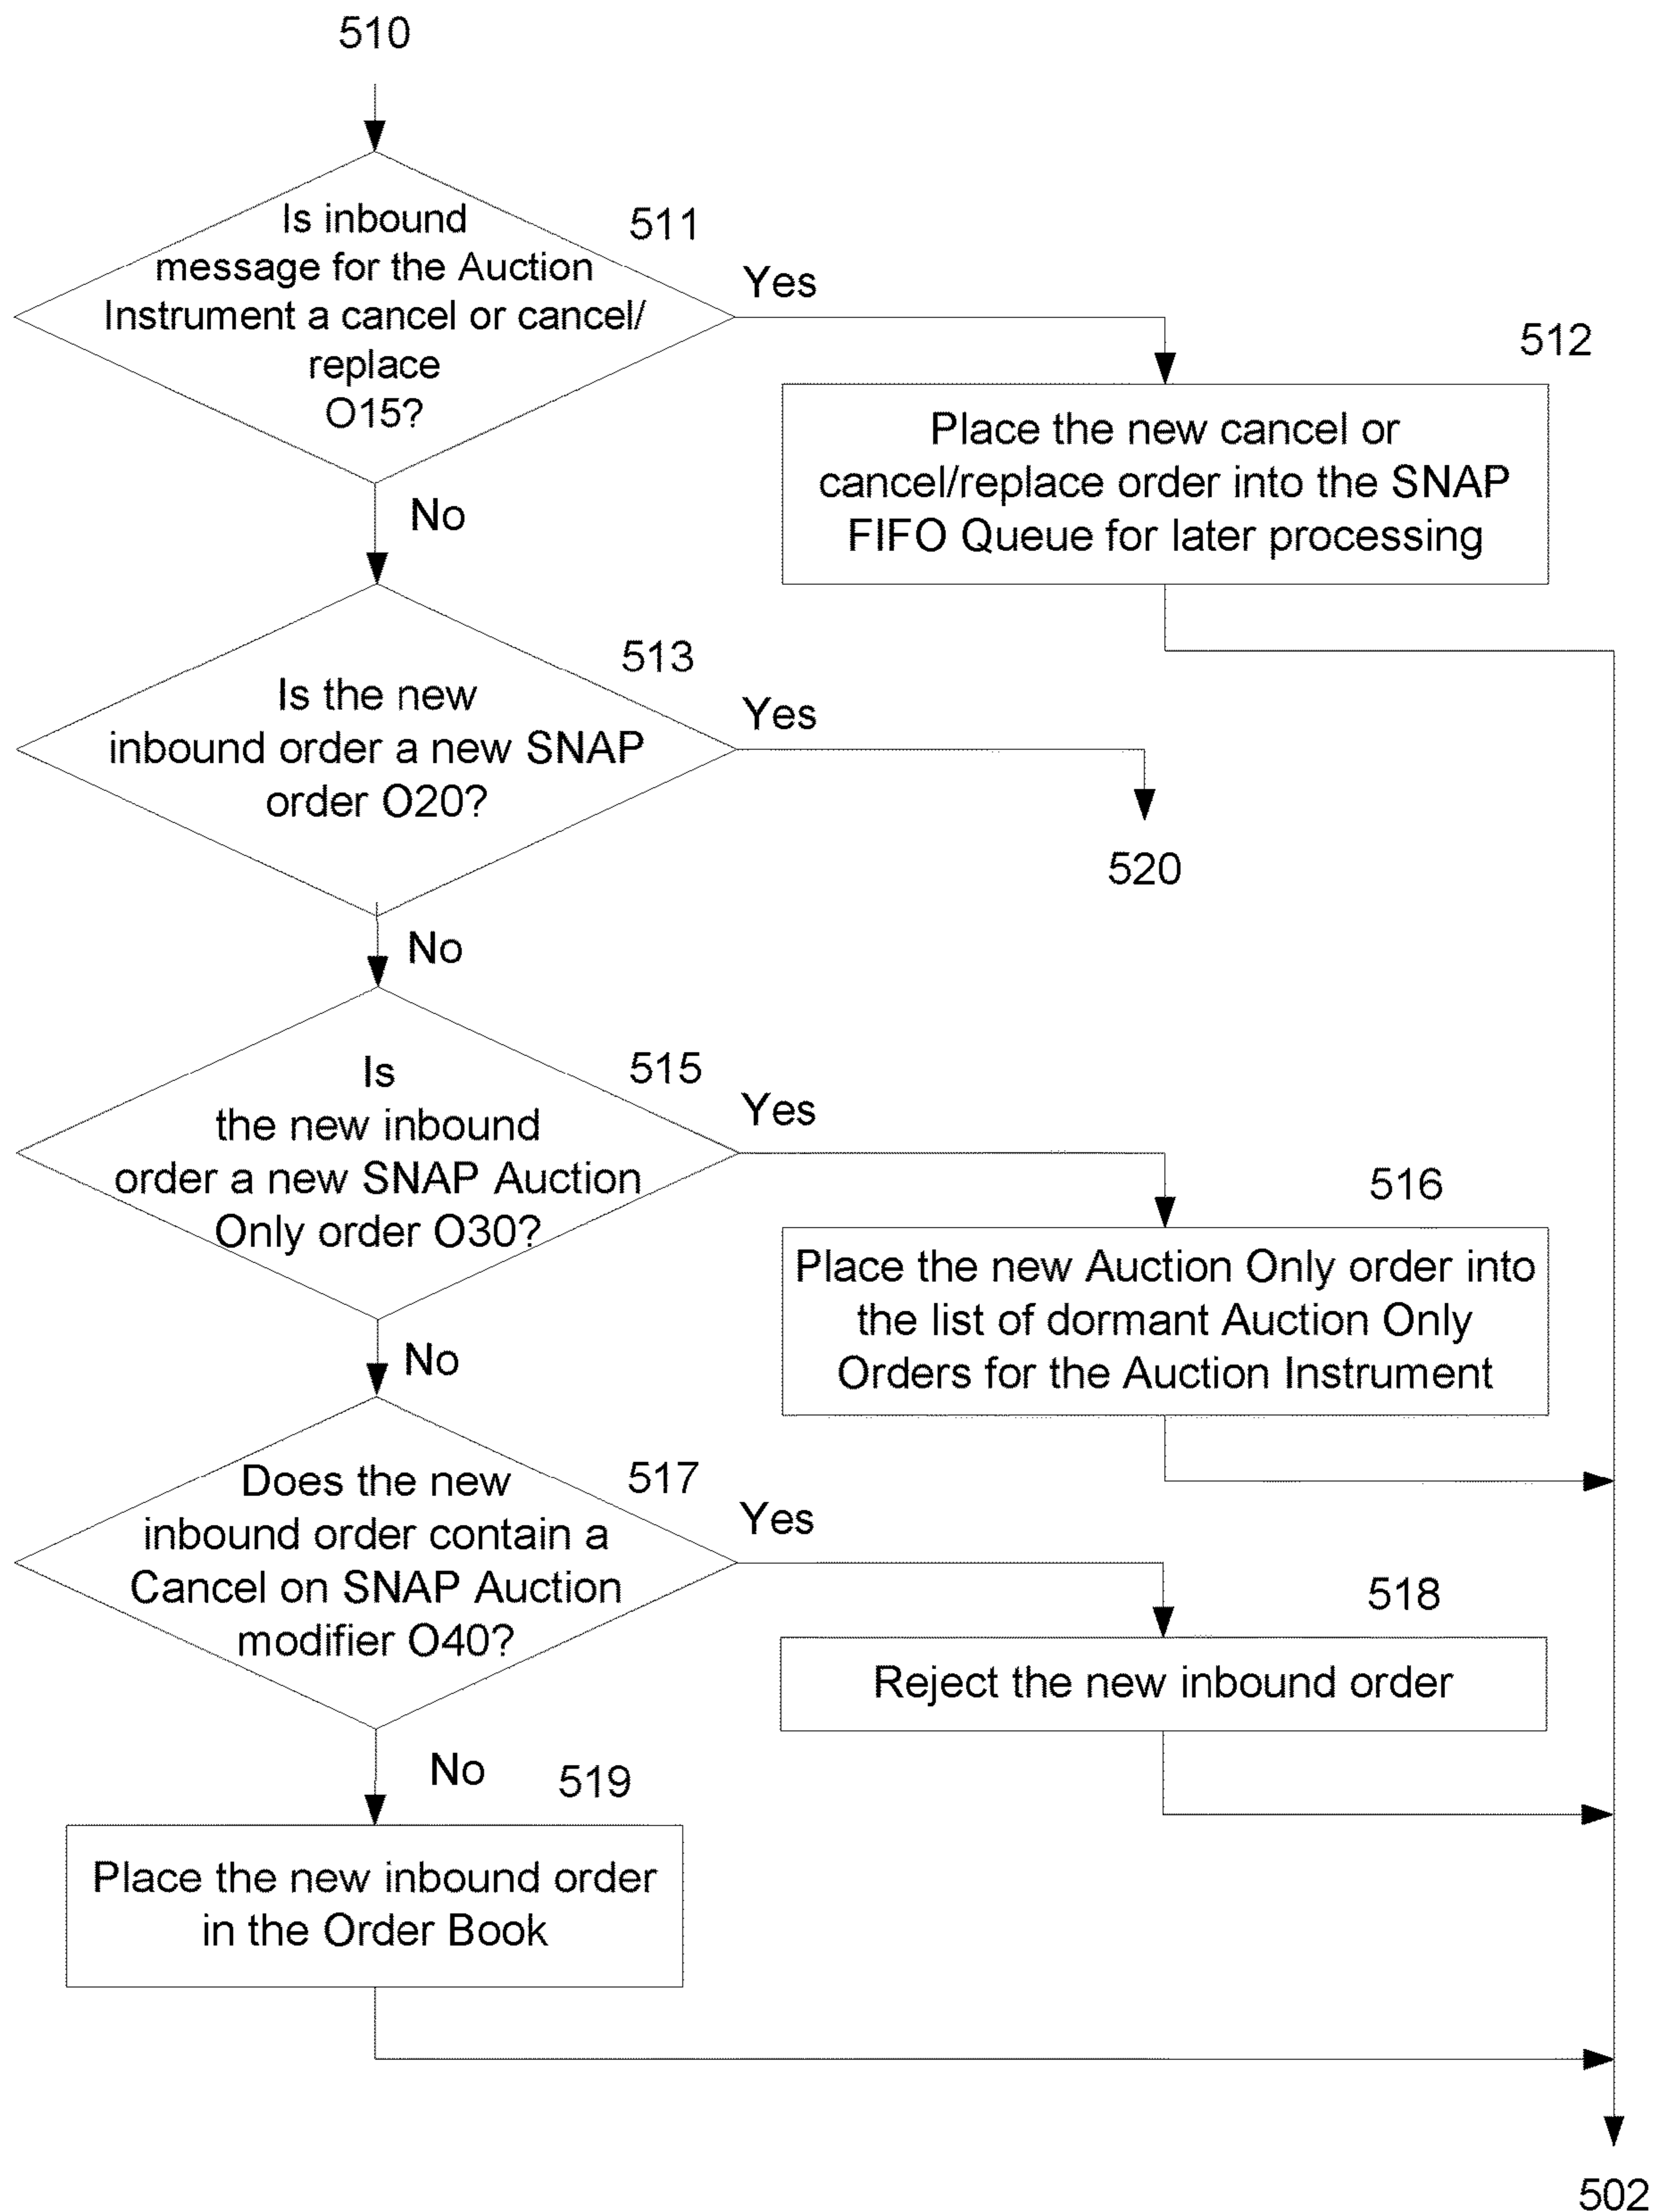 510
Is inbound
message for the Auction
Instrument a cancel or cancel/
replace
O15?
511
Yes
512
Place the new cancel or
cancel/replace order into the SNAP
FIFO Queue for later processing
No
Is the new
inbound order a new SNAP
order O20?
513
Yes
520
No
Is
the new inbound
order a new SNAP Auction
Only order O30?
515
Yes
516
Place the new Auction Only order into
the list of dormant Auction Only
Orders for the Auction Instrument
No
Does the new
inbound order contain a
Cancel on SNAP Auction
modifier O40?
517
Yes
518
Reject the new inbound order
No
519
Place the new inbound order
in the Order Book
502